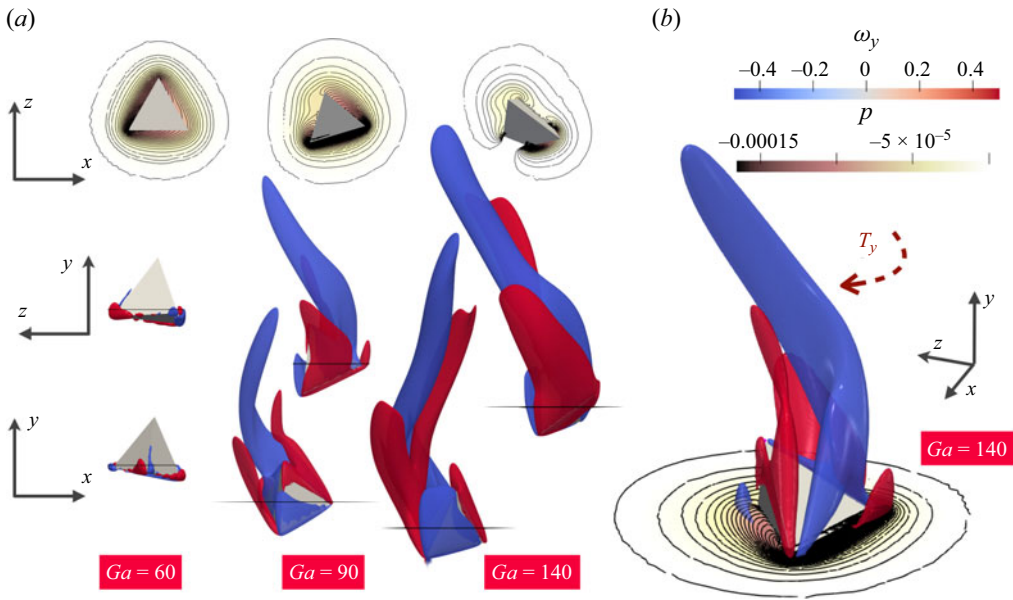 (a)
(b)
ω_y
−0.4 −0.2 0 0.2 0.4
p
−0.00015 −5 × 10⁻⁵
z
x
T_y
y
z
y
z
x
y
x
Ga = 140
Ga = 60
Ga = 90
Ga = 140